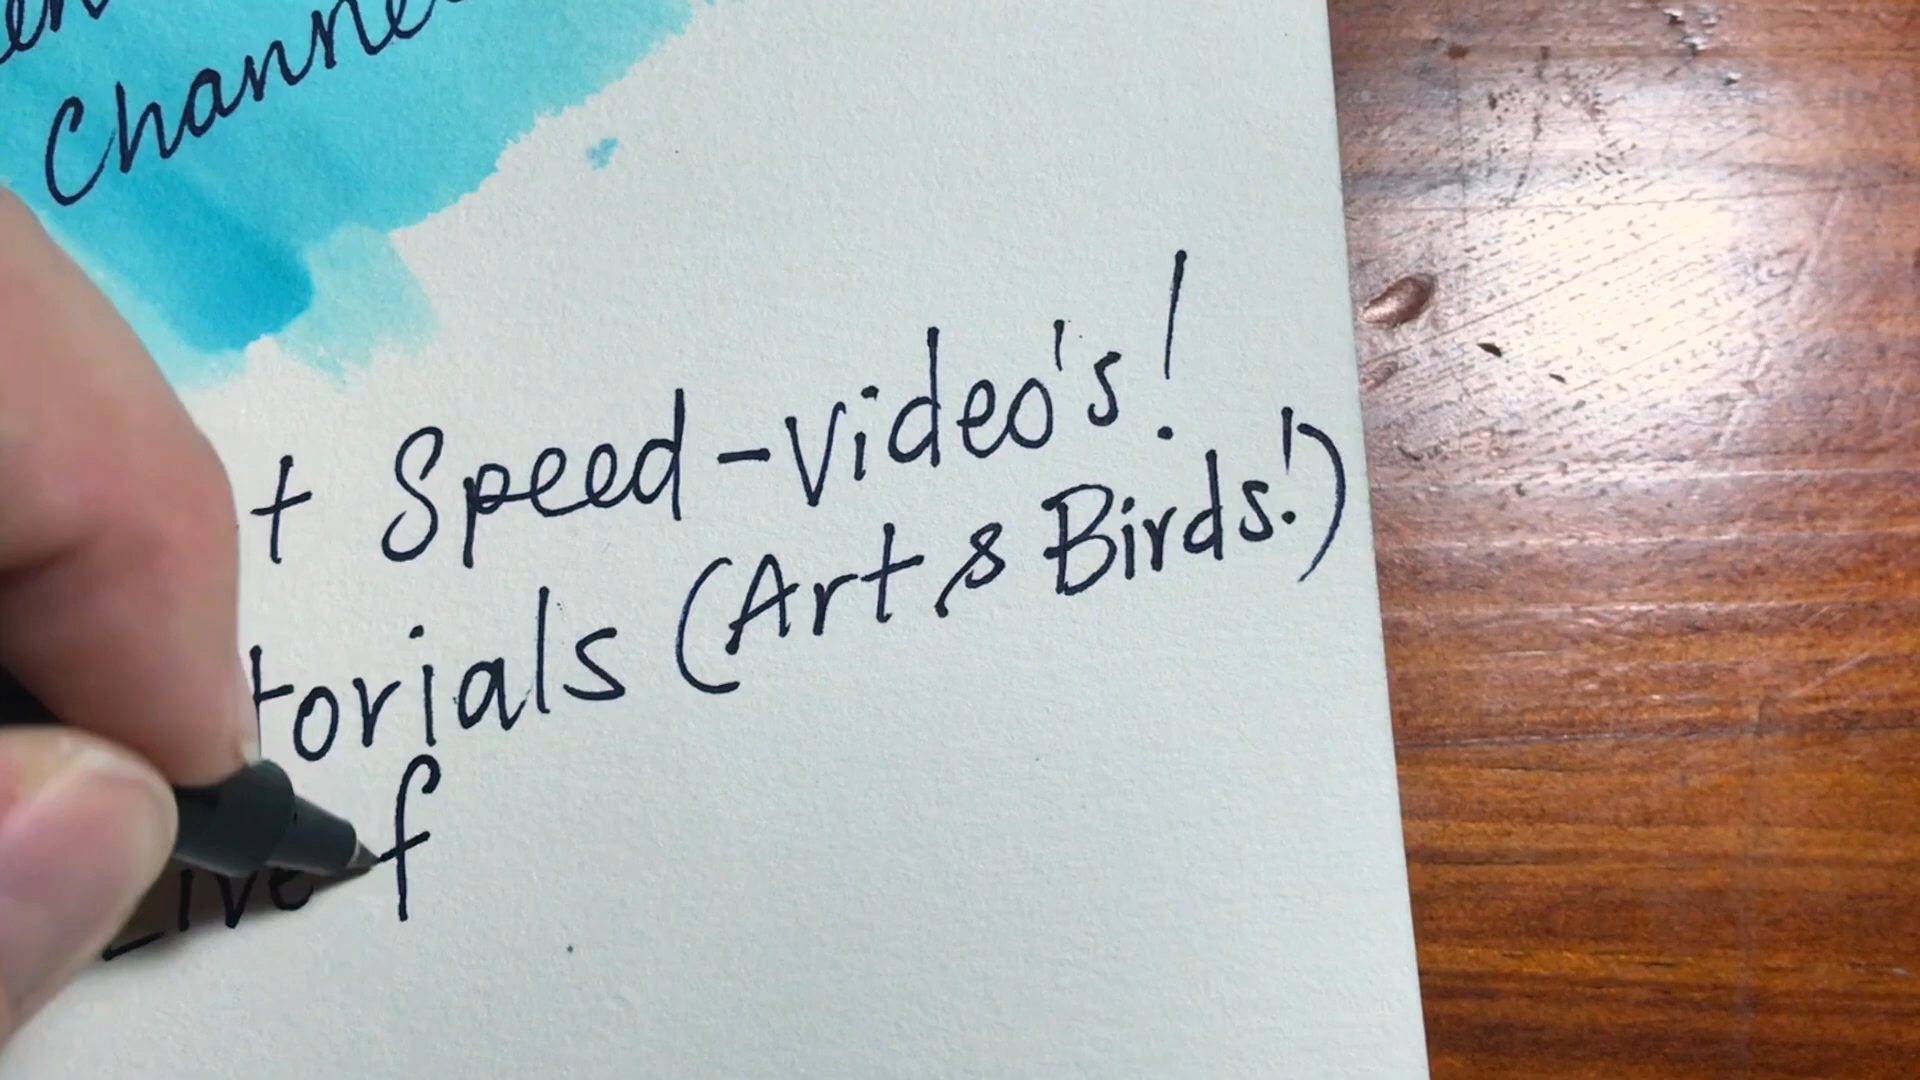 Channe
+ Speed-Video's!
torials (Art & Birds!)
Live f